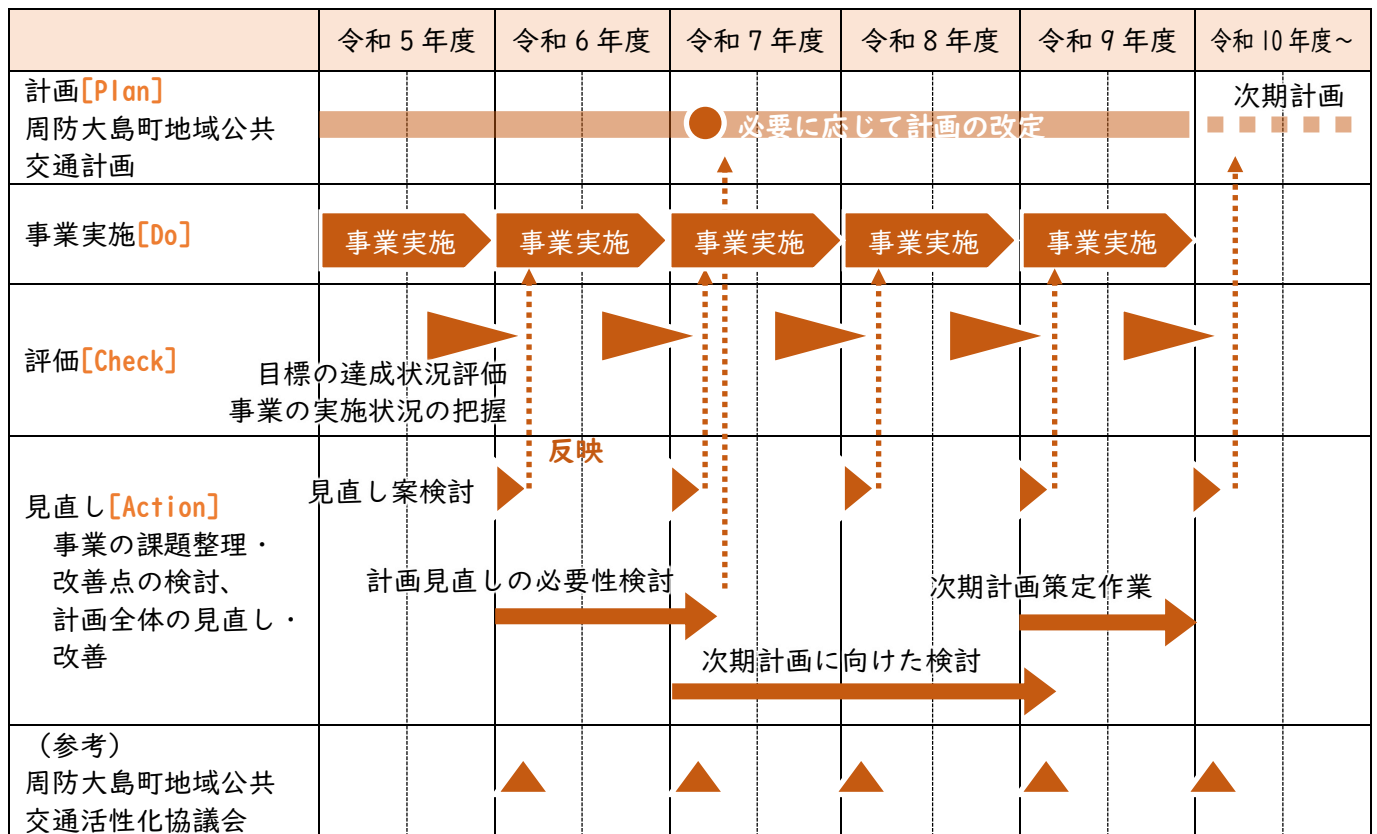 令和５年度
令和６年度
令和７年度
令和８年度
令和９年度
令和10年度～
計画[Plan]
周防大島町地域公共
交通計画
必要に応じて計画の改定
次期計画
事業実施[Do]
事業実施
事業実施
事業実施
事業実施
事業実施
評価[Check]
目標の達成状況評価
事業の実施状況の把握
反映
見直し[Action]
事業の課題整理・
改善点の検討、
計画全体の見直し・
改善
見直し案検討
計画見直しの必要性検討
次期計画策定作業
次期計画に向けた検討
（参考）
周防大島町地域公共
交通活性化協議会